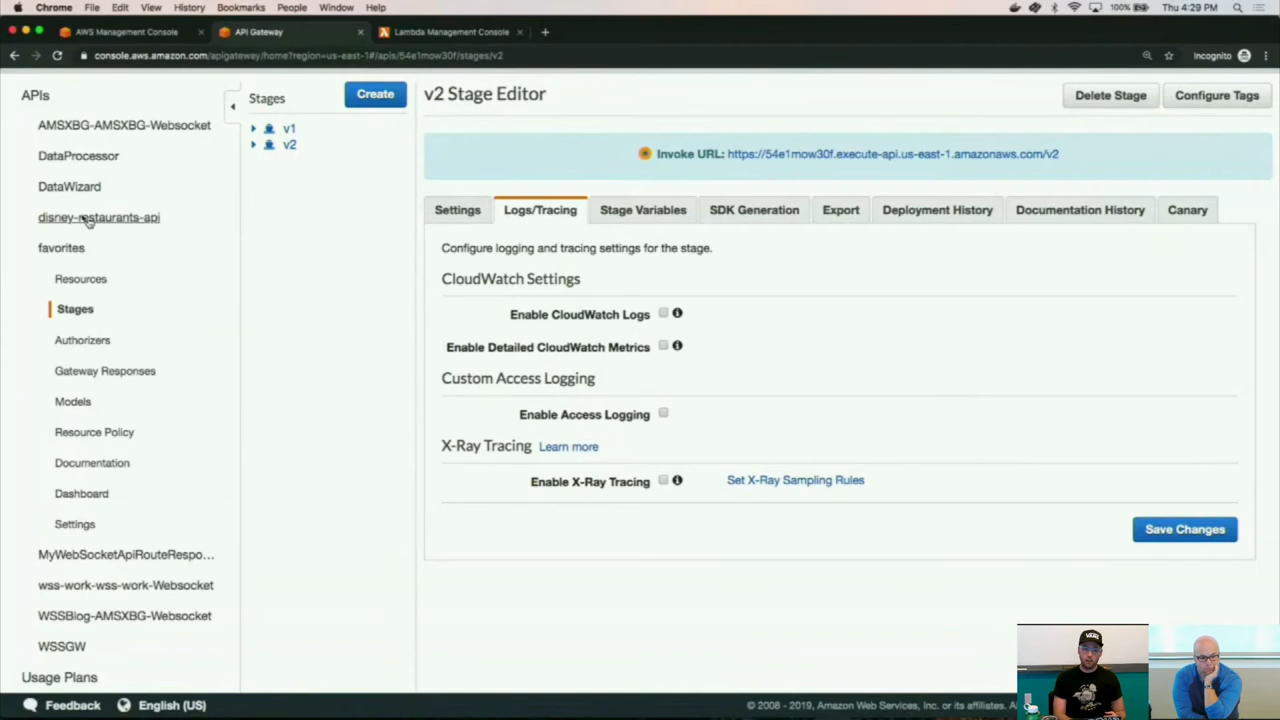 Chrome File Edit View History Bookmarks People Window Help
100% Thu 4:29 PM
AWS Management Console
API Gateway
Lambda Management Console
console.aws.amazon.com/apigateway/home?region=us-east-1#/apis/54e1mow30f/stages/v2
Incognito
APIs
AMSXBG-AMSXBG-Websocket
DataProcessor
DataWizard
disney-restaurants-api
favorites
Resources
Stages
Authorizers
Gateway Responses
Models
Resource Policy
Documentation
Dashboard
Settings
MyWebSocketApiRouteRespo...
wss-work-wss-work-Websocket
WSSBlog-AMSXBG-Websocket
WSSGW
Usage Plans
Stages Create
v1
v2
v2 Stage Editor
Delete Stage Configure Tags
Invoke URL: https://54e1mow30f.execute-api.us-east-1.amazonaws.com/v2
Settings Logs/Tracing Stage Variables SDK Generation Export Deployment History Documentation History Canary
Configure logging and tracing settings for the stage.
CloudWatch Settings
Enable CloudWatch Logs
Enable Detailed CloudWatch Metrics
Custom Access Logging
Enable Access Logging
X-Ray Tracing Learn more
Enable X-Ray Tracing Set X-Ray Sampling Rules
Save Changes
Feedback English (US)
© 2008 - 2019, Amazon Web Services, Inc. or its affiliates.
VANS